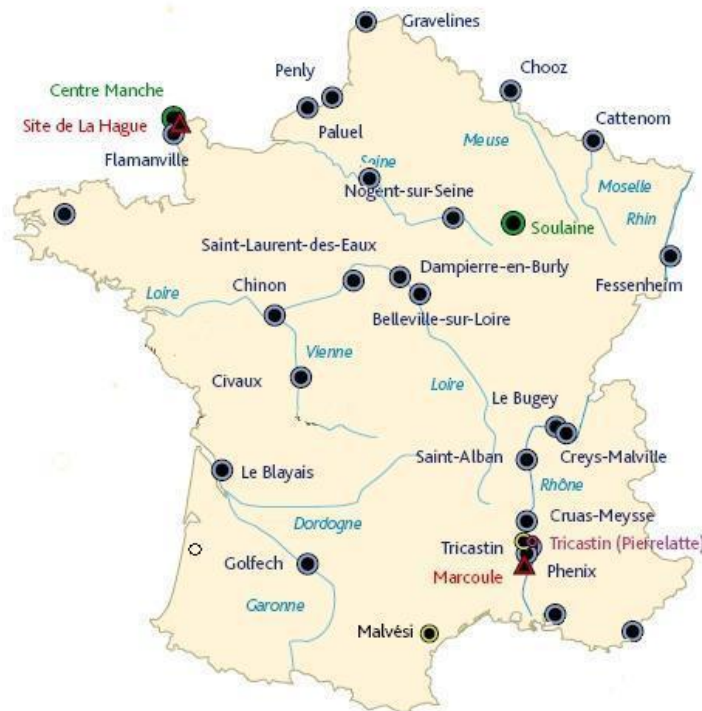 Gravelines
Penly
Chooz
Centre Manche
Site de La Hague
Paluel
Cattenom
Flamanville
Meuse
Seine
Nogent-sur-Seine
Moselle
Rhin
Soulaine
Saint-Laurent-des-Eaux
Dampierre-en-Burly
Fessenheim
Loire
Chinon
Belleville-sur-Loire
Vienne
Civaux
Loire
Le Bugey
Saint-Alban
Creys-Malville
Le Blayais
Rhône
Dordogne
Cruas-Meysse
Tricastin
Tricastin (Pierrelatte)
Golfech
Marcoule
Phenix
Garonne
Malvési